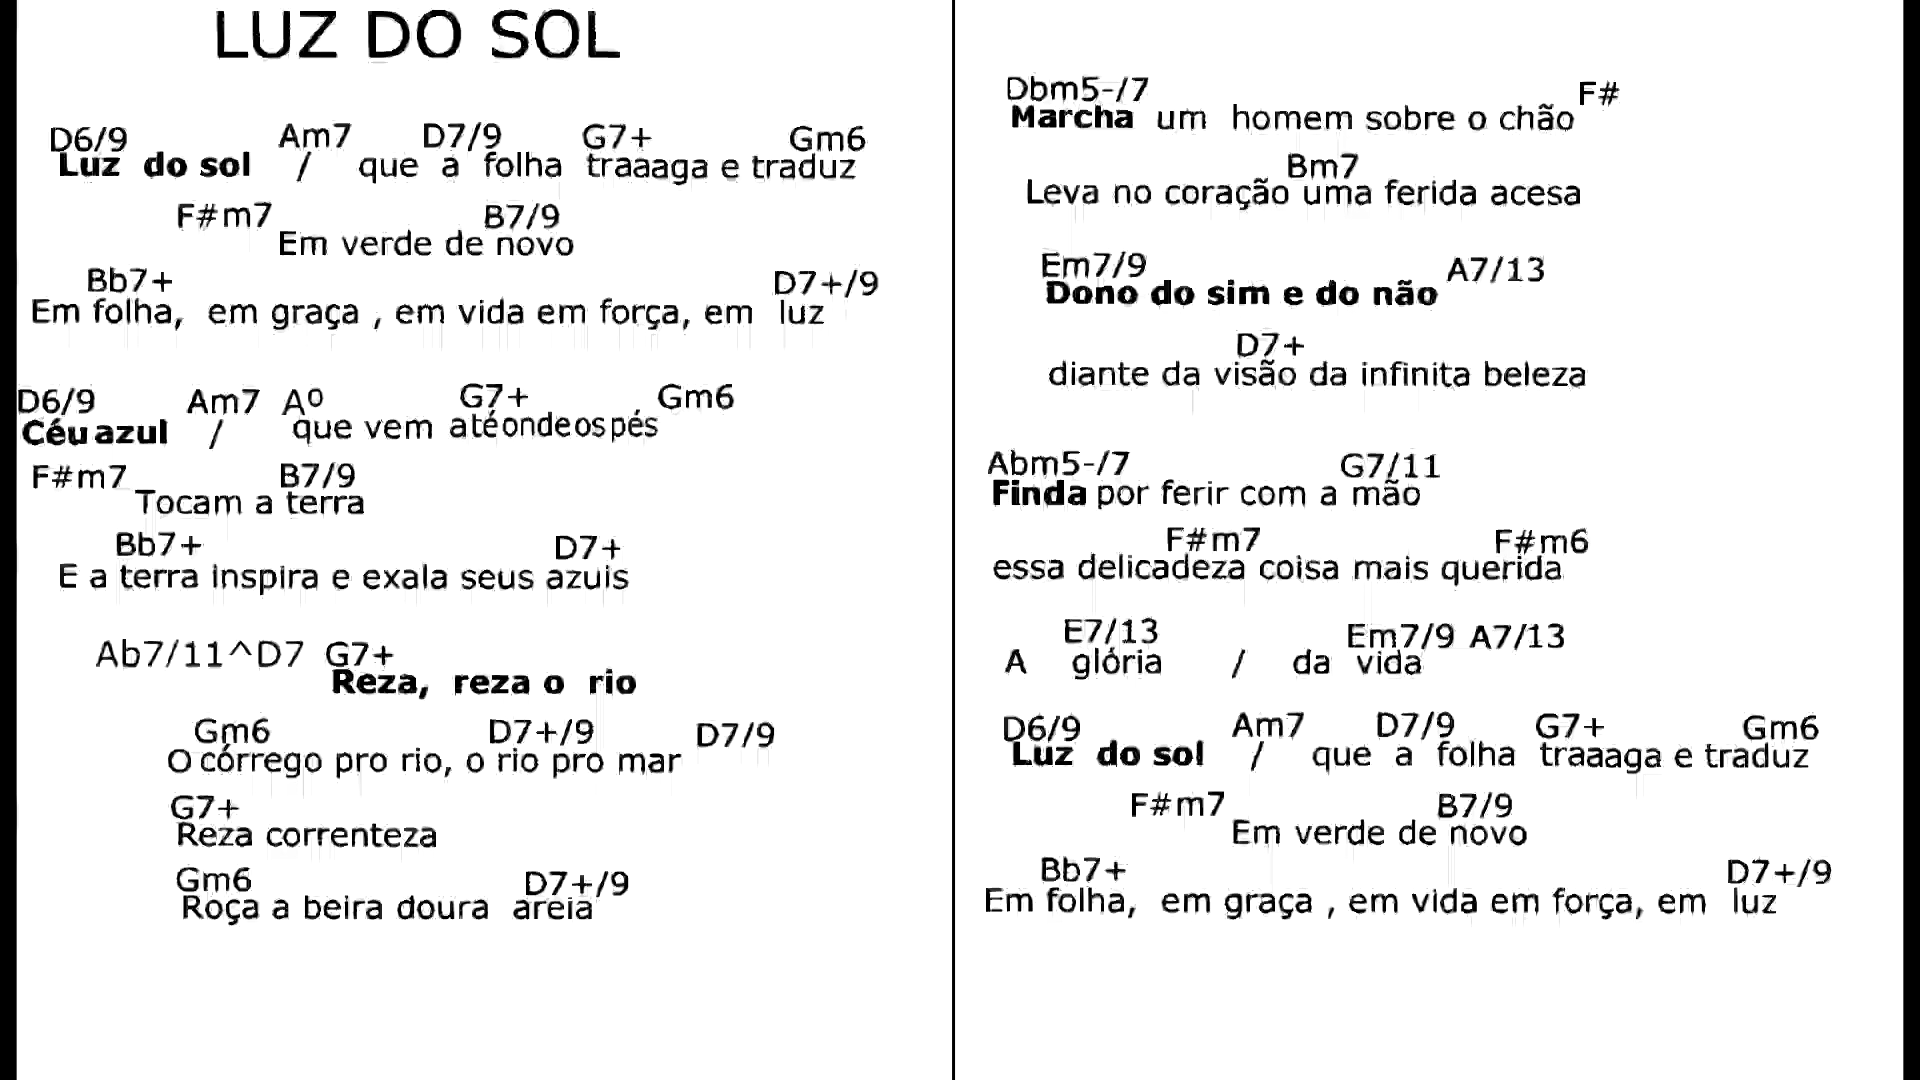 LUZ DO SOL
D6/9 Am7 D7/9 G7+ Gm6
Luz do sol / que a folha traaaga e traduz
F#m7 B7/9
Em verde de novo
Bb7+ D7+/9
Em folha, em graça , em vida em força, em luz
D6/9 Am7 Aº G7+ Gm6
Céu azul / que vem até onde os pés
F#m7 B7/9
Tocam a terra
Bb7+ D7+
E a terra inspira e exala seus azuis
Ab7/11^D7 G7+
Reza, reza o rio
Gm6 D7+/9 D7/9
O córrego pro rio, o rio pro mar
G7+
Reza correnteza
Gm6 D7+/9
Roça a beira doura areia
Dbm5-/7 F#
Marcha um homem sobre o chão
Bm7
Leva no coração uma ferida acesa
Em7/9 A7/13
Dono do sim e do não
D7+
diante da visão da infinita beleza
Abm5-/7 G7/11
Finda por ferir com a mão
F#m7 F#m6
essa delicadeza coisa mais querida
E7/13 Em7/9 A7/13
A glória / da vida
D6/9 Am7 D7/9 G7+ Gm6
Luz do sol / que a folha traaaga e traduz
F#m7 B7/9
Em verde de novo
Bb7+ D7+/9
Em folha, em graça , em vida em força, em luz